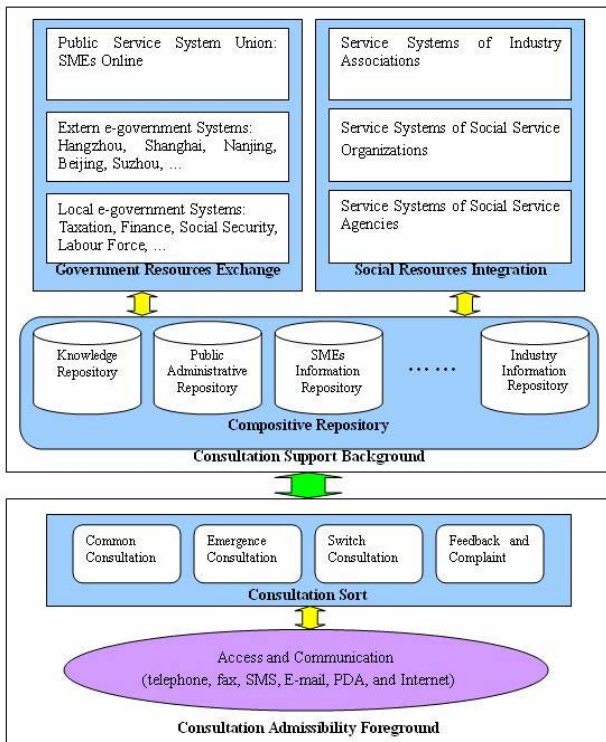 Public Service System Union:
SMEs Online
Extern e-government Systems:
Hangzhou, Shanghai, Nanjing,
Beijing, Suzhou, ...
Local e-government Systems:
Taxation, Finance, Social Security,
Labour Force, ...
Government Resources Exchange
Service Systems of Industry
Associations
Service Systems of Social Service
Organizations
Service Systems of Social Service
Agencies
Social Resources Integration
Knowledge
Repository
Public
Administrative
Repository
SMEs
Information
Repository
... ...
Industry
Information
Repository
Compositive Repository
Consultation Support Background
Common
Consultation
Emergence
Consultation
Switch
Consultation
Feedback and
Complaint
Consultation Sort
Access and Communication
(telephone, fax, SMS, E-mail, PDA, and Internet)
Consultation Admissibility Foreground